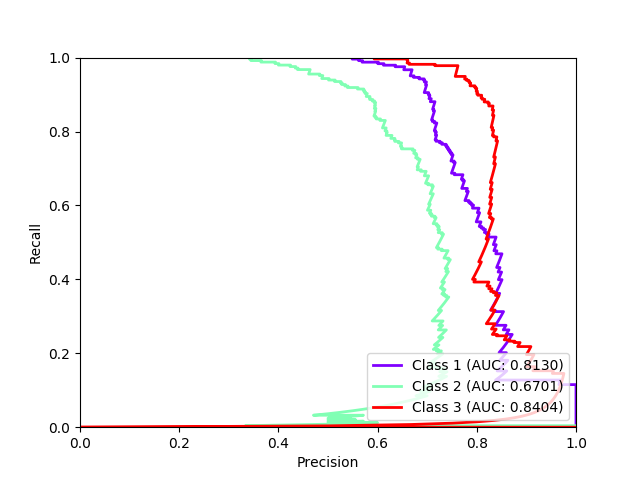 1.0
0.8
0.6
0.4
0.2
0.0
Recall
Class 1 (AUC: 0.8130)
Class 2 (AUC: 0.6701)
Class 3 (AUC: 0.8404)
0.0 0.2 0.4 0.6 0.8 1.0
Precision